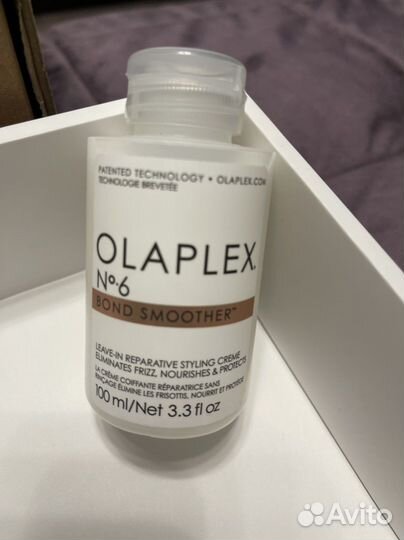 PATENTED TECHNOLOGY • OLAPLEX.COM
TECHNOLOGIE BREVETÉE
OLAPLEX.
Nº.6
BOND SMOOTHER™
LEAVE-IN REPARATIVE STYLING CREME
ELIMINATES FRIZZ, NOURISHES & PROTECTS
LA CRÈME COIFFANTE RÉPARATRICE SANS
RINÇAGE ÉLIMINE LES FRISOTTIS, NOURRIT ET PROTÈGE
100 ml/Net 3.3 fl oz
Avito